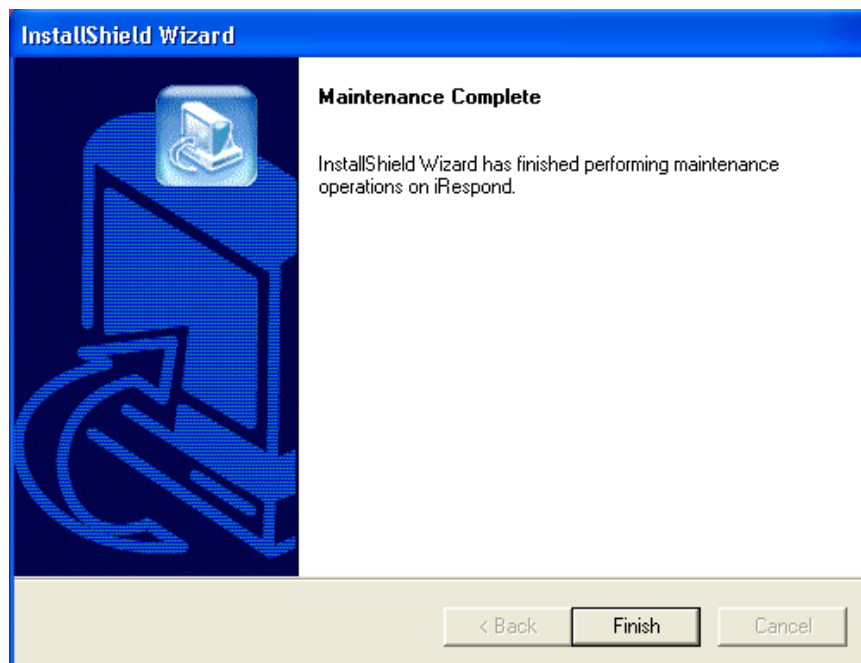 InstallShield Wizard
Maintenance Complete
InstallShield Wizard has finished performing maintenance
operations on iRespond.
< Back
Finish
Cancel